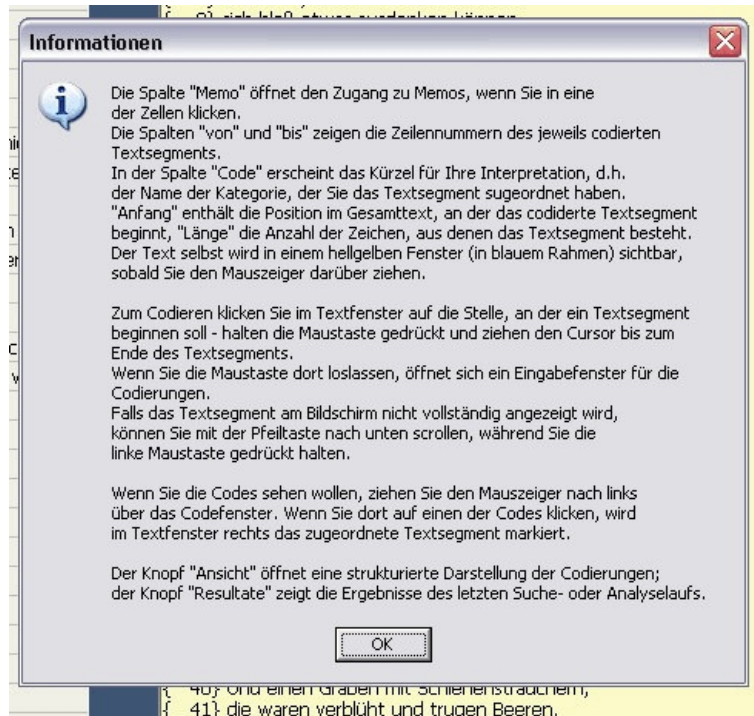 Informationen
Die Spalte "Memo" öffnet den Zugang zu Memos, wenn Sie in eine
der Zellen klicken.
Die Spalten "von" und "bis" zeigen die Zeilennummern des jeweils codierten
Textsegments.
In der Spalte "Code" erscheint das Kürzel für Ihre Interpretation, d.h.
der Name der Kategorie, der Sie das Textsegment sugeordnet haben.
"Anfang" enthält die Position im Gesamttext, an der das codiderte Textsegment
beginnt, "Länge" die Anzahl der Zeichen, aus denen das Textsegment besteht.
Der Text selbst wird in einem hellgelben Fenster (in blauem Rahmen) sichtbar,
sobald Sie den Mauszeiger darüber ziehen.
Zum Codieren klicken Sie im Textfenster auf die Stelle, an der ein Textsegment
beginnen soll - halten die Maustaste gedrückt und ziehen den Cursor bis zum
Ende des Textsegments.
Wenn Sie die Maustaste dort loslassen, öffnet sich ein Eingabefenster für die
Codierungen.
Falls das Textsegment am Bildschirm nicht vollständig angezeigt wird,
können Sie mit der Pfeiltaste nach unten scrollen, während Sie die
linke Maustaste gedrückt halten.
Wenn Sie die Codes sehen wollen, ziehen Sie den Mauszeiger nach links
über das Codefenster. Wenn Sie dort auf einen der Codes klicken, wird
im Textfenster rechts das zugeordnete Textsegment markiert.
Der Knopf "Ansicht" öffnet eine strukturierte Darstellung der Codierungen;
der Knopf "Resultate" zeigt die Ergebnisse des letzten Suche- oder Analyselaufs.
OK
{ 40} Und einen Graben mit
{ 41} die waren verblüht und trugen Beeren.